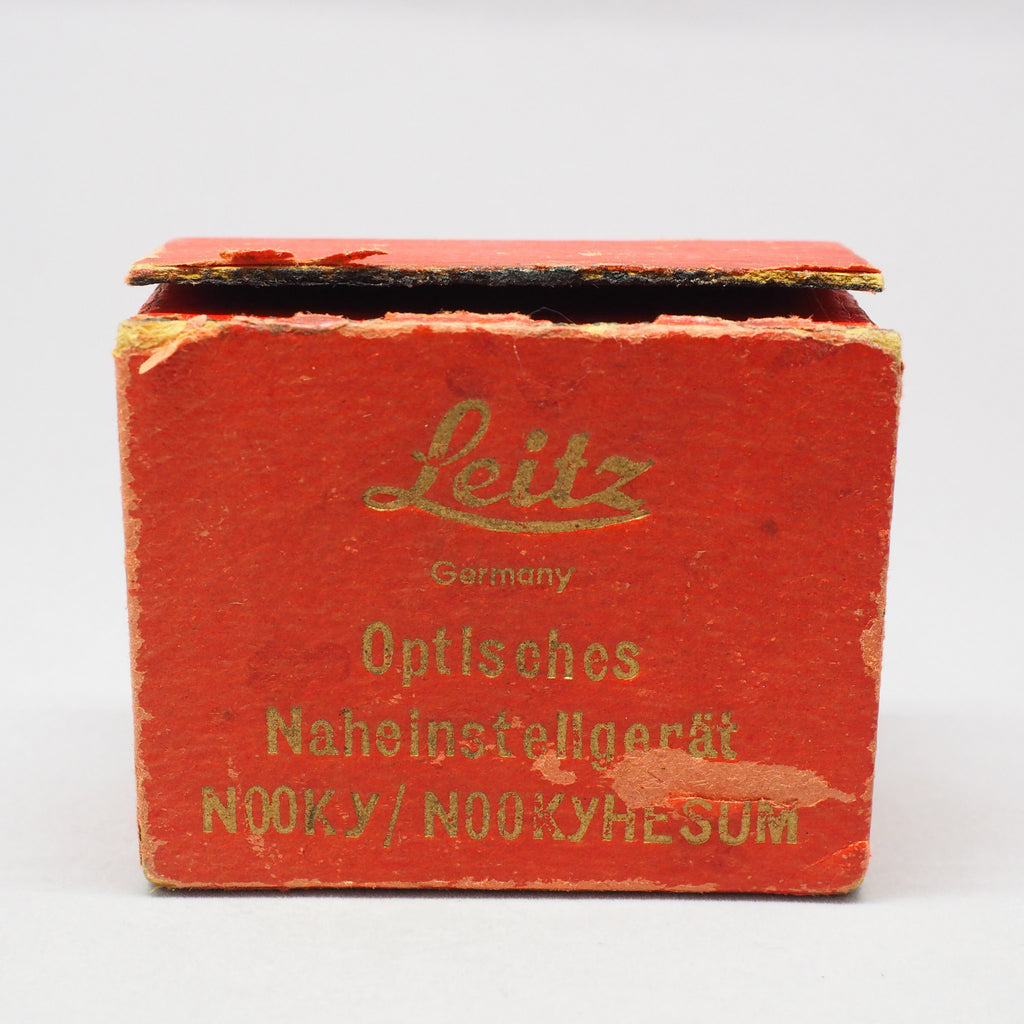 Leitz
Germany
Optisches
Naheinstellgerät
NOOKY/NOOKYHESUM